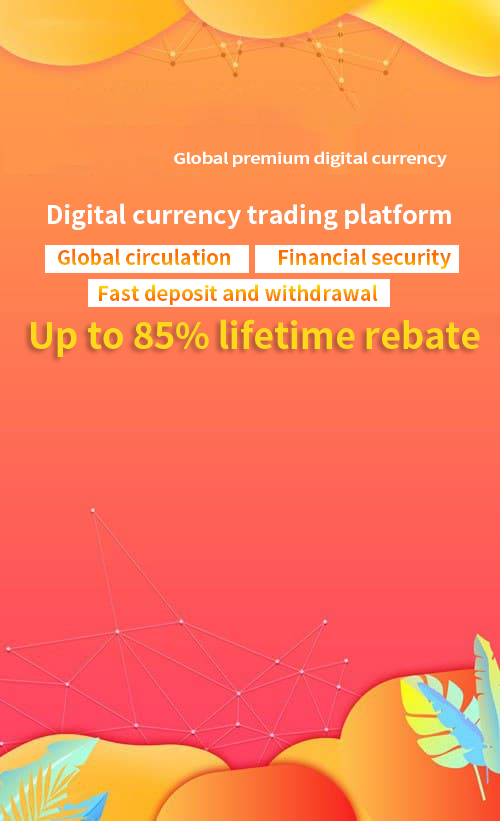 Global premium digital currency
Digital currency trading platform
Global circulation Financial security
Fast deposit and withdrawal
Up to 85% lifetime rebate